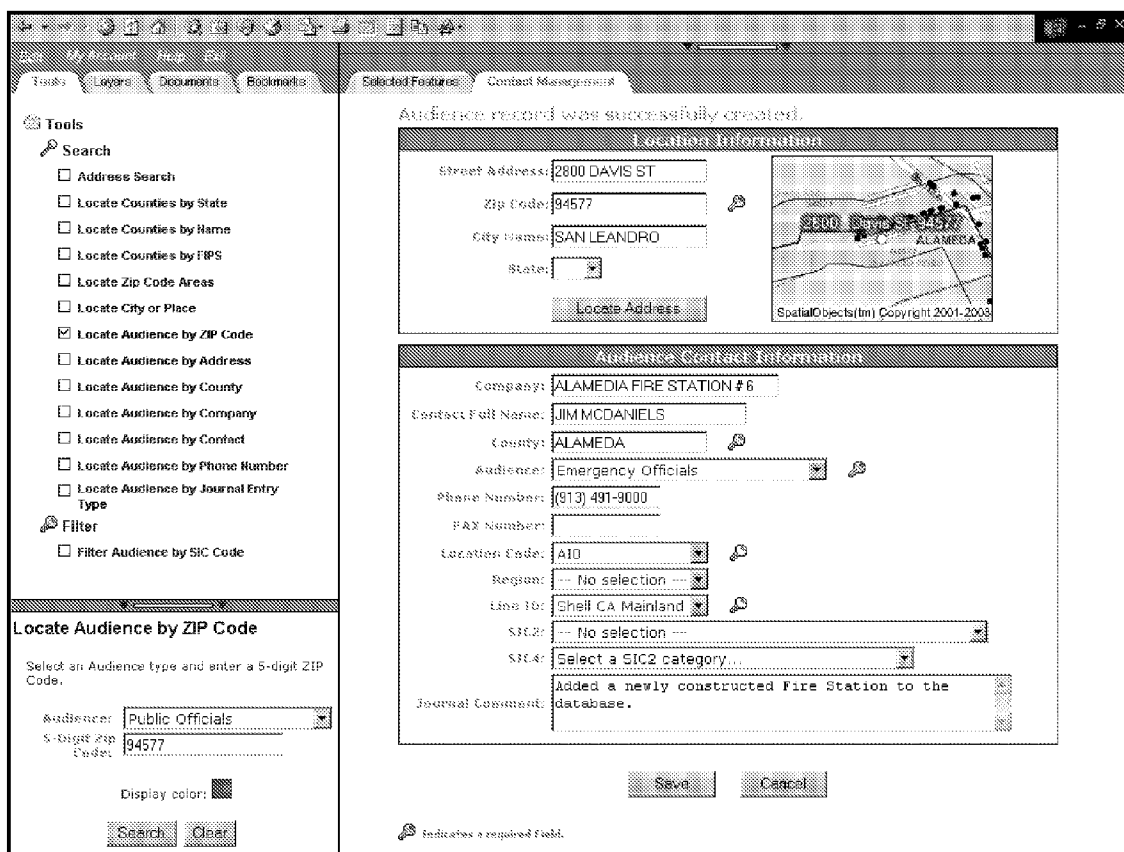 Data My Account Help Exit
Tools Layers Documents Bookmarks
Selected Features Contact Management
Tools
Search
Address Search
Locate Counties by State
Locate Counties by Name
Locate Counties by FIPS
Locate Zip Code Areas
Locate City or Place
Locate Audience by ZIP Code
Locate Audience by Address
Locate Audience by County
Locate Audience by Company
Locate Audience by Contact
Locate Audience by Phone Number
Locate Audience by Journal Entry
Type
Filter
Filter Audience by SIC Code
Locate Audience by ZIP Code
Select an Audience type and enter a 5-digit ZIP
Code.
Audience: Public Officials
5-Digit Zip
Code: 94577
Display color:
Search Clear
Audience record was successfully created.
Location Information
Street Address: 2800 DAVIS ST
Zip Code: 94577
City Name: SAN LEANDRO
State:
Locate Address
2800 Davis St 94577
ALAMEDA
SpatialObjects(tm) Copyright 2001-2003
Audience Contact Information
Company: ALAMEDIA FIRE STATION # 6
Contact Full Name: JIM MCDANIELS
County: ALAMEDA
Audience: Emergency Officials
Phone Number: (913) 491-9000
FAX Number:
Location Code: AIO
Region: --- No selection ---
Line ID: Shell CA Mainland
SIC2: --- No selection ---
SIC4: Select a SIC2 category...
Journal Comment: Added a newly constructed Fire Station to the
database.
Save Cancel
Indicates a required field.